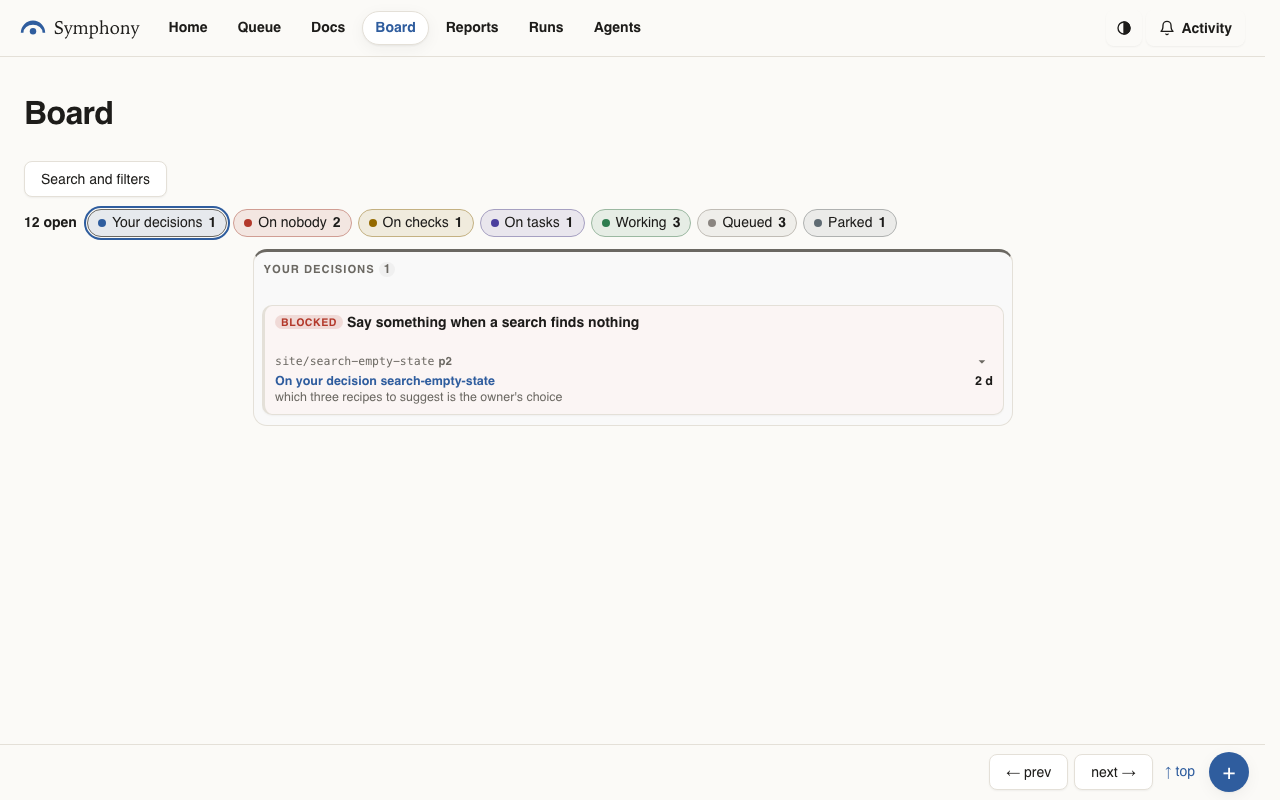 Symphony Home Queue Docs Board Reports Runs Agents Activity
Board
Search and filters
12 open Your decisions 1 On nobody 2 On checks 1 On tasks 1 Working 3 Queued 3 Parked 1
YOUR DECISIONS 1
BLOCKED Say something when a search finds nothing
site/search-empty-state p2
On your decision search-empty-state 2 d
which three recipes to suggest is the owner's choice
← prev next → ↑ top +